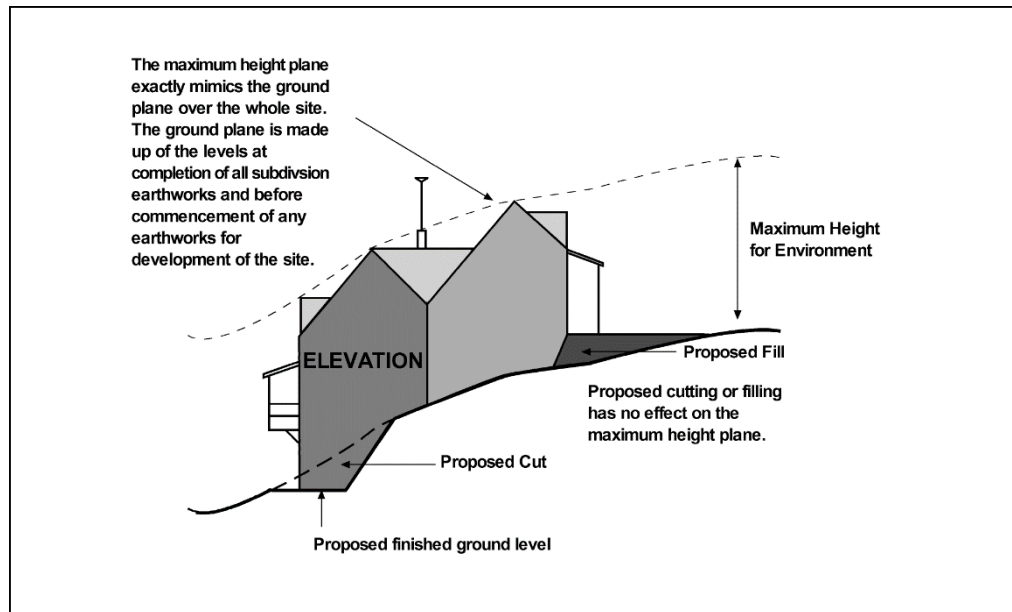 The maximum height plane
exactly mimics the ground
plane over the whole site.
The ground plane is made
up of the levels at
completion of all subdivsion
earthworks and before
commencement of any
earthworks for
development of the site.
Maximum Height
for Environment
ELEVATION
Proposed Fill
Proposed cutting or filling
has no effect on the
maximum height plane.
Proposed Cut
Proposed finished ground level